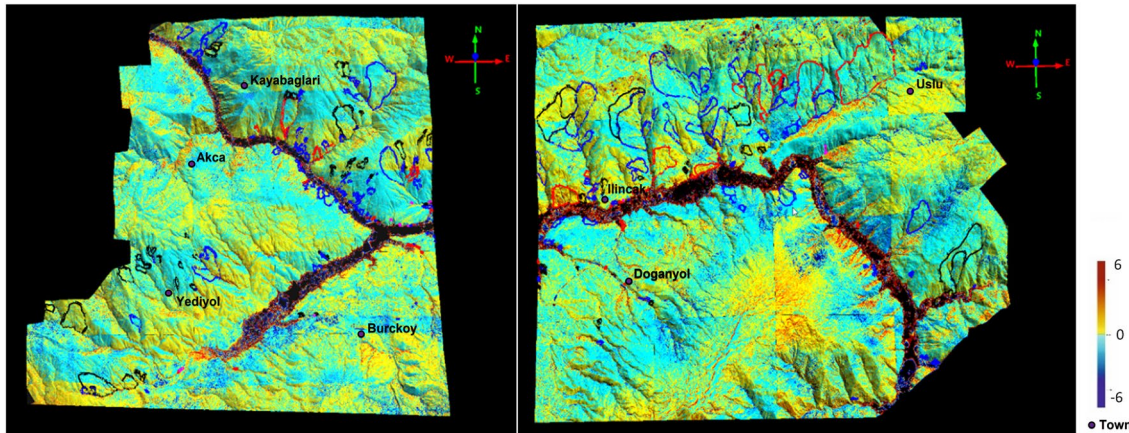 N
W E
S
Kayabaglari
Akca
Yediyol
Burckoy
N
W E
S
Uslu
Ilincak
Doganyol
6
0
-6
Town